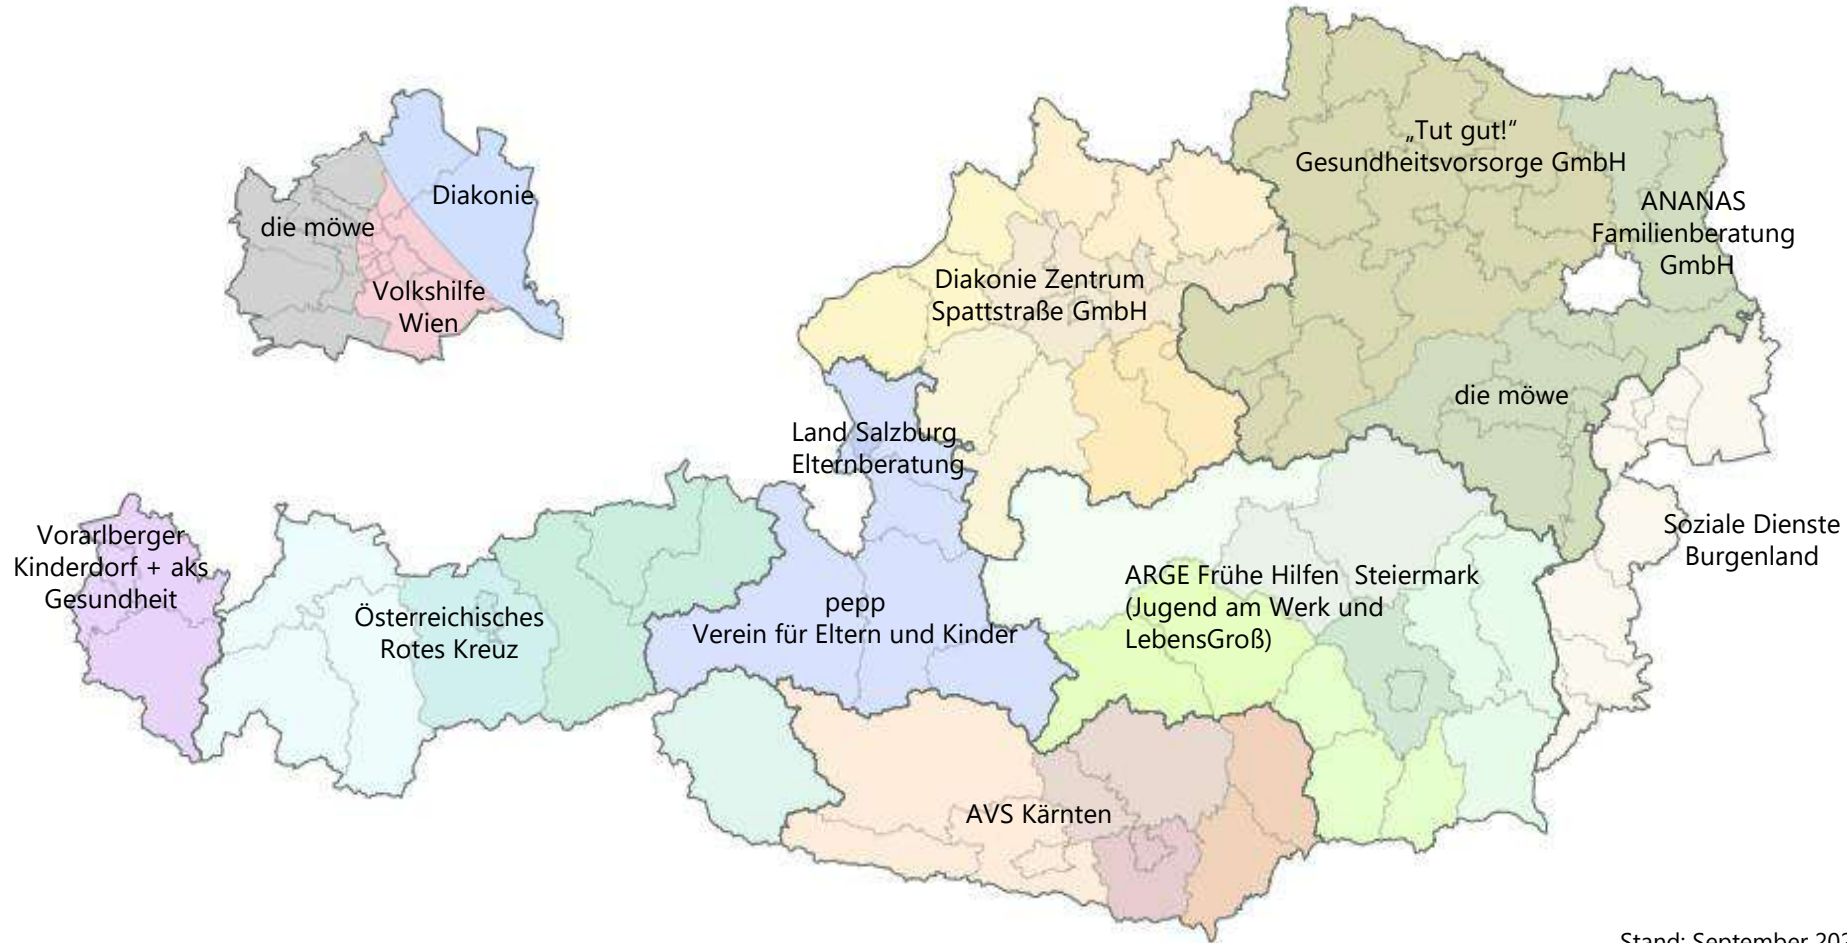 „Tut gut!“
Gesundheitsvorsorge GmbH
Diakonie
ANANAS
Familienberatung
GmbH
die möwe
Volkshilfe
Wien
Diakonie Zentrum
Spattstraße GmbH
die möwe
Land Salzburg
Elternberatung
Vorarlberger
Kinderdorf + aks
Gesundheit
Soziale Dienste
Burgenland
ARGE Frühe Hilfen Steiermark
(Jugend am Werk und
LebensGroß)
Österreichisches
Rotes Kreuz
pepp
Verein für Eltern und Kinder
AVS Kärnten
Stand: September